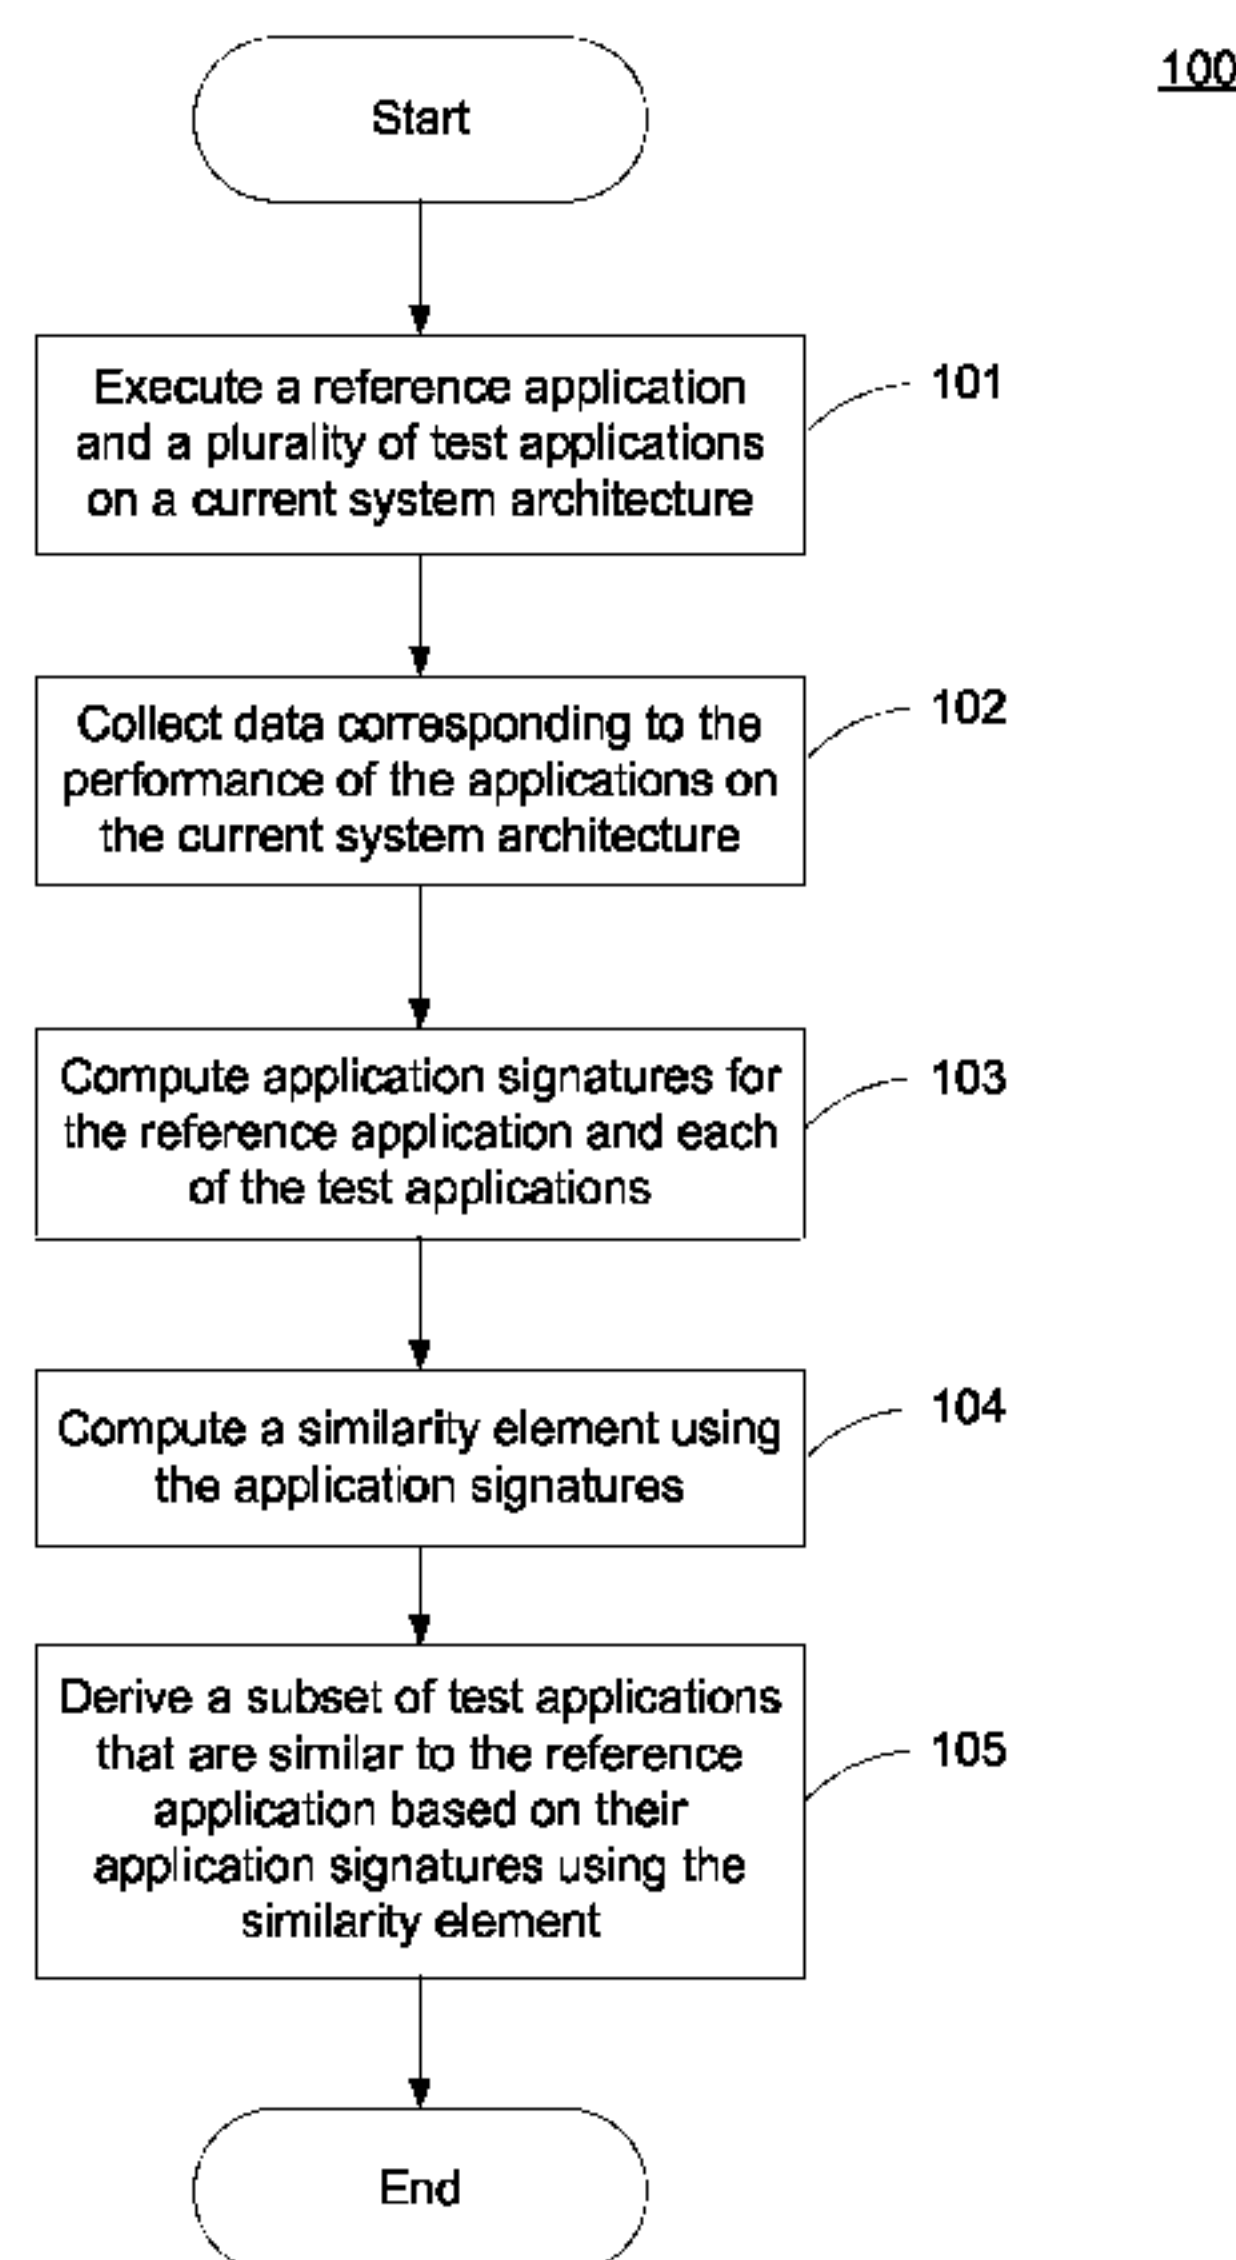 100
Start
Execute a reference application
and a plurality of test applications
on a current system architecture
101
Collect data corresponding to the
performance of the applications on
the current system architecture
102
Compute application signatures for
the reference application and each
of the test applications
103
Compute a similarity element using
the application signatures
104
Derive a subset of test applications
that are similar to the reference
application based on their
application signatures using the
similarity element
105
End